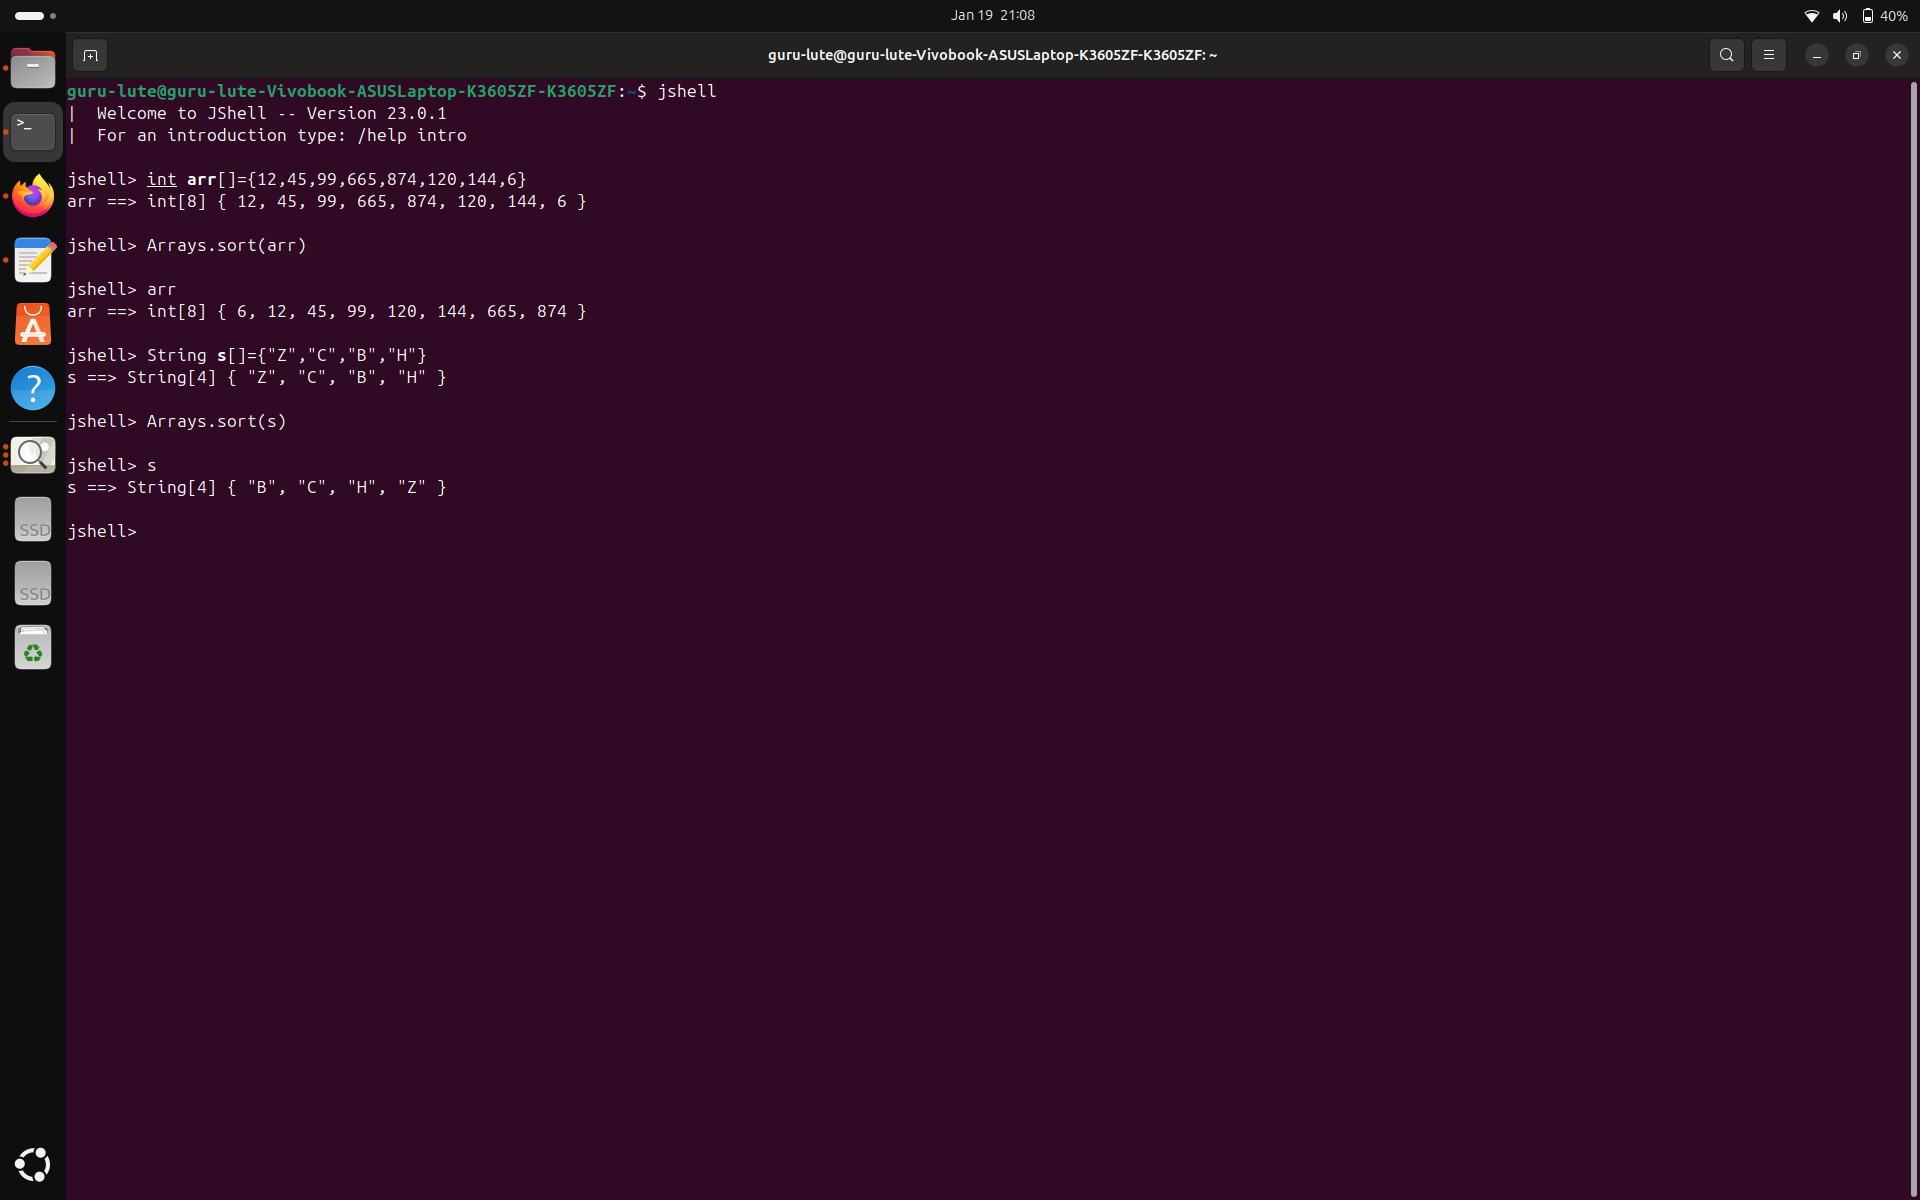 Jan 19 21:08
40%
guru-lute@guru-lute-Vivobook-ASUSLaptop-K3605ZF-K3605ZF: ~
guru-lute@guru-lute-Vivobook-ASUSLaptop-K3605ZF-K3605ZF:~$ jshell
|  Welcome to JShell -- Version 23.0.1
|  For an introduction type: /help intro
jshell> int arr[]={12,45,99,665,874,120,144,6}
arr ==> int[8] { 12, 45, 99, 665, 874, 120, 144, 6 }
jshell> Arrays.sort(arr)
jshell> arr
arr ==> int[8] { 6, 12, 45, 99, 120, 144, 665, 874 }
jshell> String s[]={"Z","C","B","H"}
s ==> String[4] { "Z", "C", "B", "H" }
jshell> Arrays.sort(s)
jshell> s
s ==> String[4] { "B", "C", "H", "Z" }
jshell>
SSD
SSD